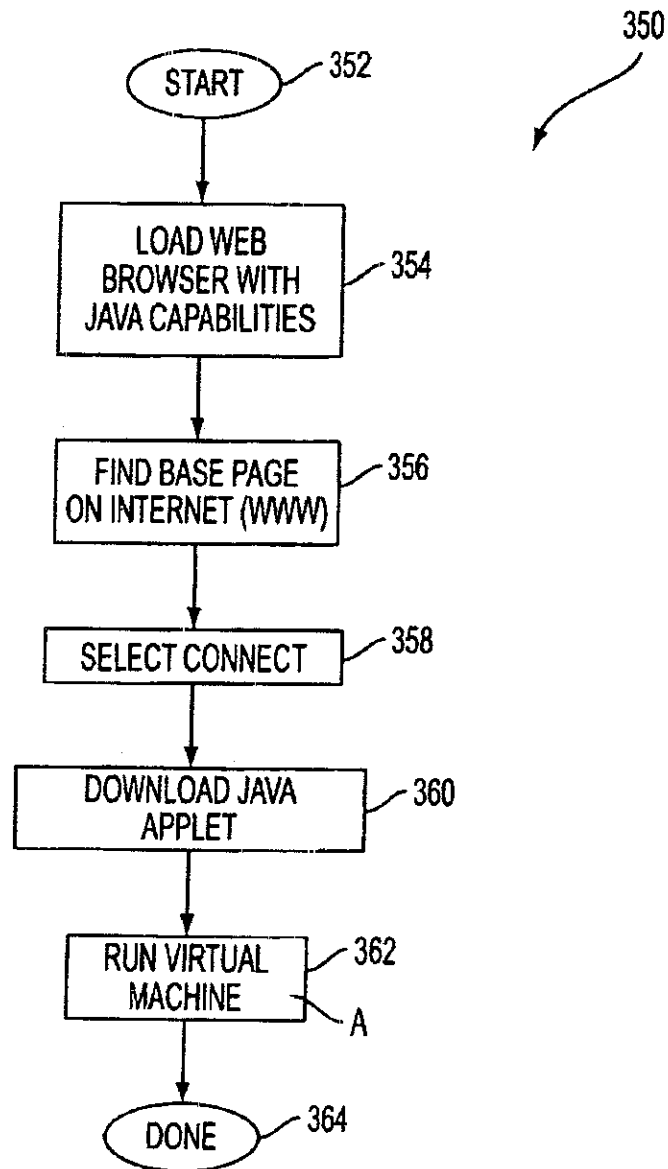 350
START
352
LOAD WEB
BROWSER WITH
JAVA CAPABILITIES
354
FIND BASE PAGE
ON INTERNET (WWW)
356
SELECT CONNECT
358
DOWNLOAD JAVA
APPLET
360
RUN VIRTUAL
MACHINE
362
A
DONE
364